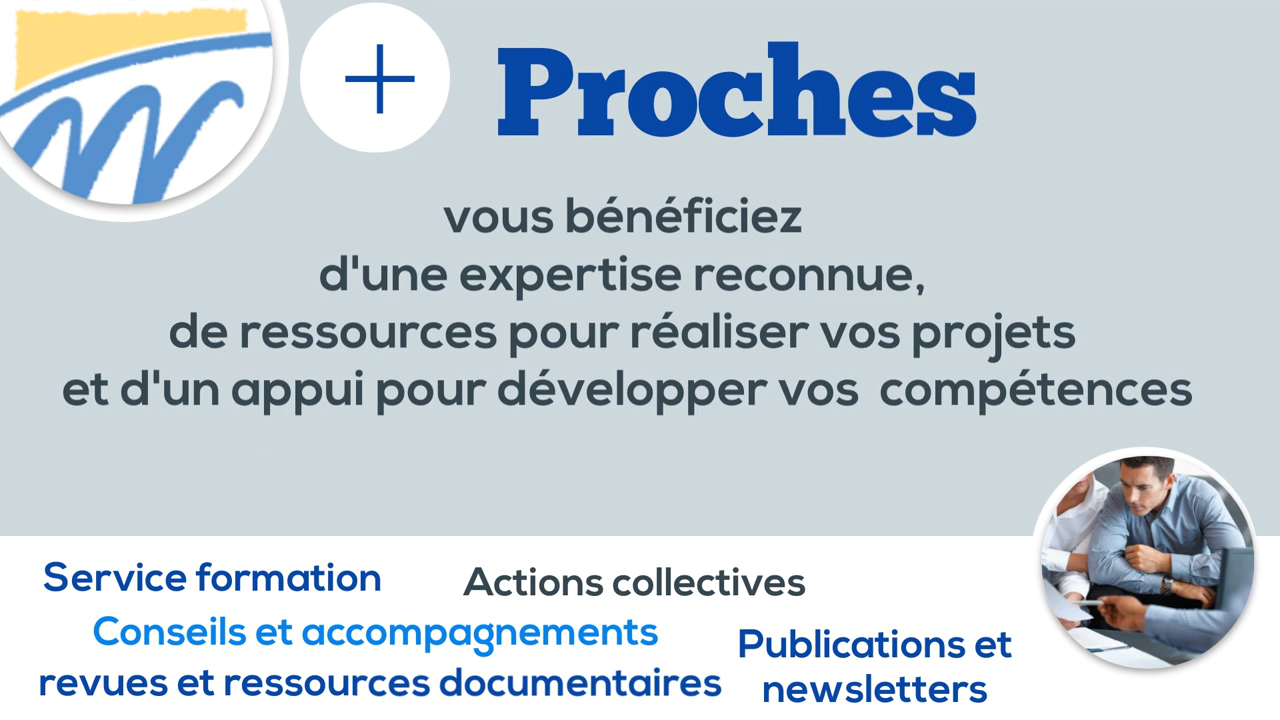 + Proches
vous bénéficiez
d'une expertise reconnue,
de ressources pour réaliser vos projets
et d'un appui pour développer vos compétences
Service formation
Actions collectives
Conseils et accompagnements
Publications et
newsletters
revues et ressources documentaires